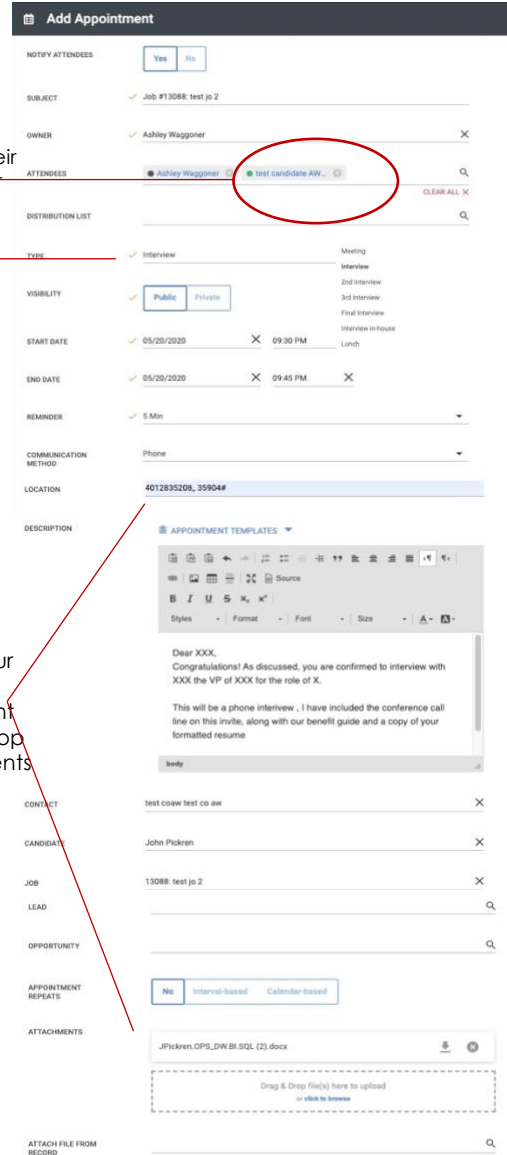 Add Appointment
NOTIFY ATTENDEES Yes No
SUBJECT Job #13088: test jo 2
OWNER Ashley Waggoner
eir
ATTENDEES Ashley Waggoner test candidate AW...
CLEAR ALL X
DISTRIBUTION LIST
TYPE Interview
Meeting
Interview
2nd Interview
3rd Interview
Final Interview
Interview in-house
Lunch
VISIBILITY Public Private
START DATE 05/20/2020 09:30 PM
END DATE 05/20/2020 09:45 PM
REMINDER 5 Min
COMMUNICATION METHOD Phone
LOCATION 4012835208,, 35904#
DESCRIPTION APPOINTMENT TEMPLATES
Source
B I U S x x
Styles Format Font Size A A
Dear XXX,
Congratulations! As discussed, you are confirmed to interview with
XXX the VP of XXX for the role of X.
This will be a phone interivew , I have included the conference call
line on this invite, along with our benefit guide and a copy of your
formatted resume
body
ur
nt
op
ents
CONTACT test coaw test co aw
CANDIDATE John Pickren
JOB 13088: test jo 2
LEAD
OPPORTUNITY
APPOINTMENT REPEATS No Interval-based Calendar-based
ATTACHMENTS
JPickren.OPS_DW.BI.SQL (2).docx
Drag & Drop file(s) here to upload
or click to browse
ATTACH FILE FROM RECORD